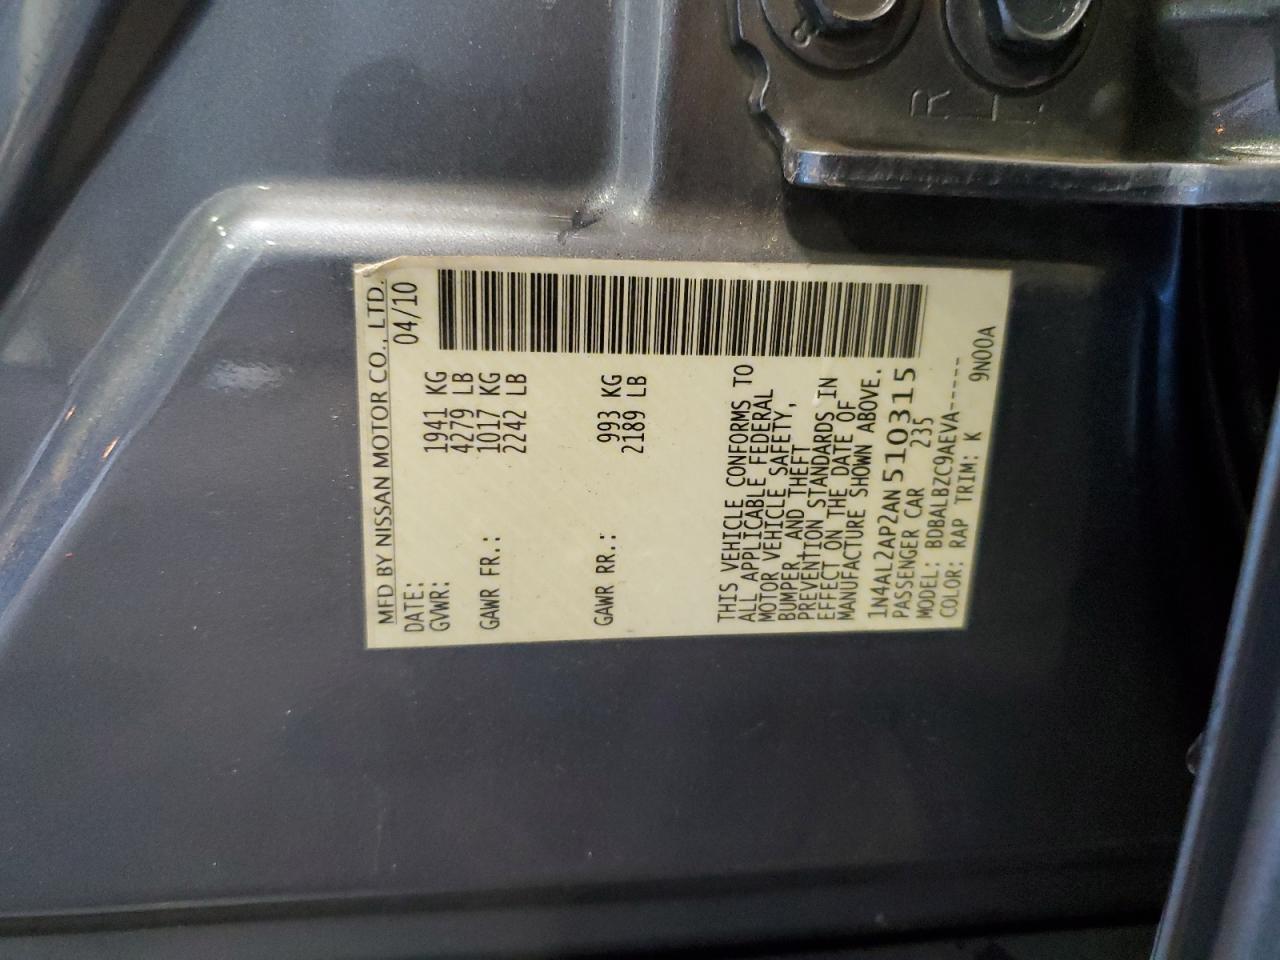 MFD BY NISSAN MOTOR CO., LTD.
DATE: 04/10
GVWR: 1941 KG
4279 LB
GAWR FR.: 1017 KG
2242 LB
GAWR RR.: 993 KG
2189 LB
THIS VEHICLE CONFORMS TO
ALL APPLICABLE FEDERAL
MOTOR VEHICLE SAFETY,
BUMPER, AND THEFT
PREVENTION STANDARDS IN
EFFECT ON THE DATE OF
MANUFACTURE SHOWN ABOVE.
1N4AL2AP2AN510315
PASSENGER CAR 235
MODEL: BDBALBZC9AEVA-----
COLOR: RAP TRIM: K 9N00A
R
L